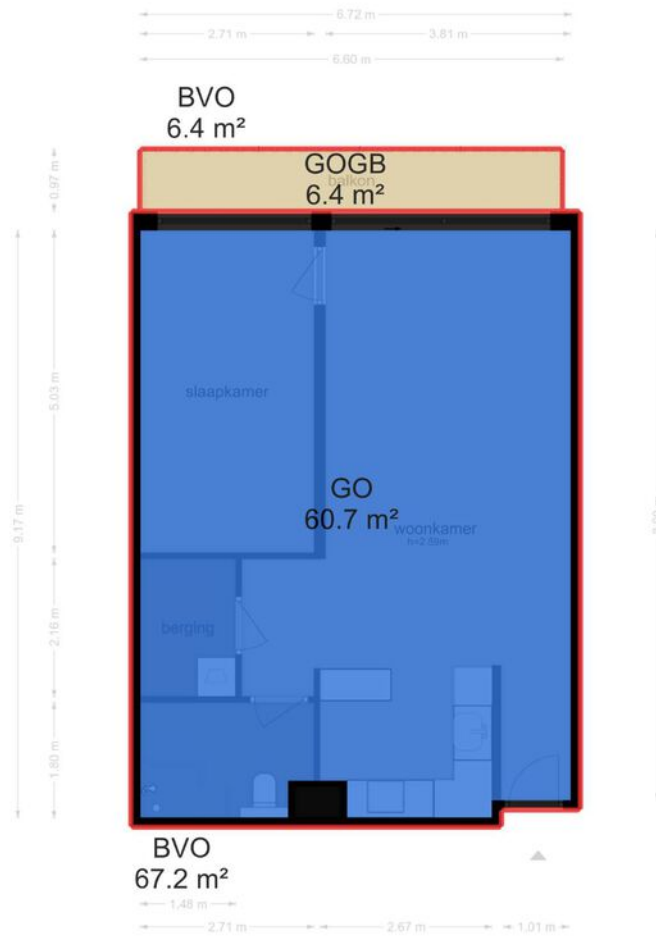 6.72 m
2.71 m
3.81 m
6.60 m
BVO
6.4 m²
0.97 m
GOGB
balkon
6.4 m²
5.03 m
slaapkamer
GO
60.7 m²
woonkamer
h=2.59m
9.17 m
2.16 m
berging
1.80 m
BVO
67.2 m²
1.48 m
2.71 m
2.67 m
1.01 m